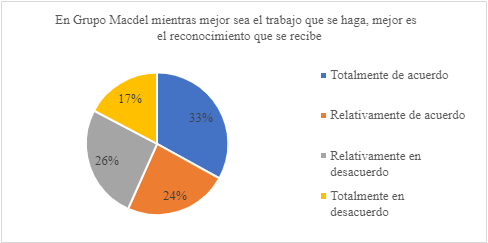 En Grupo Macdel mientras mejor sea el trabajo que se haga, mejor es
el reconocimiento que se recibe
17%
33%
26%
24%
Totalmente de acuerdo
Relativamente de acuerdo
Relativamente en
desacuerdo
Totalmente en
desacuerdo